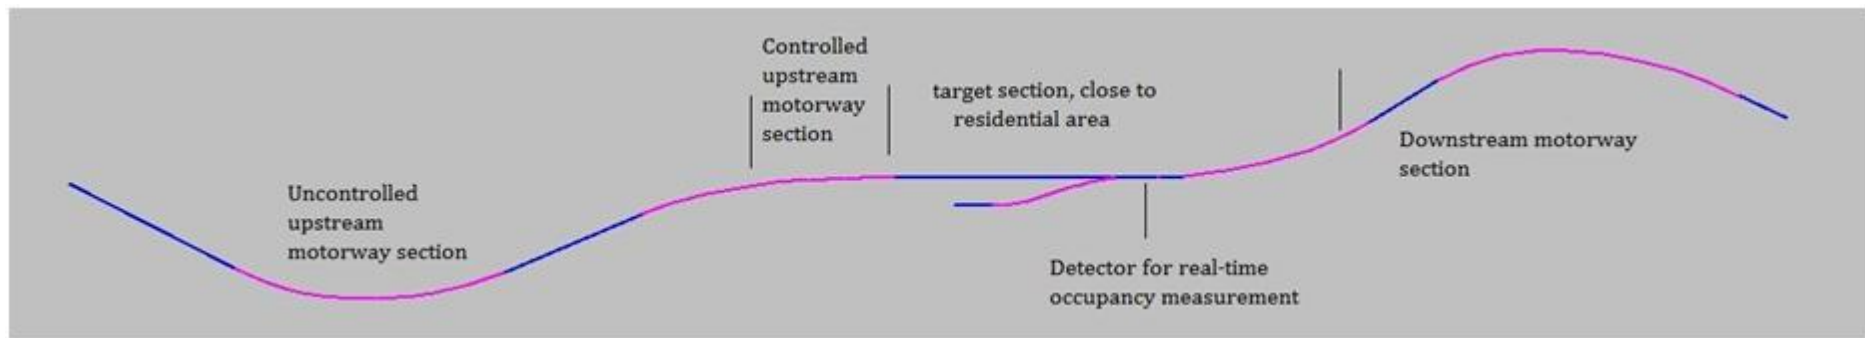 Controlled
upstream
motorway
section
target section, close to
residential area
Downstream motorway
section
Uncontrolled
upstream
motorway section
Detector for real-time
occupancy measurement